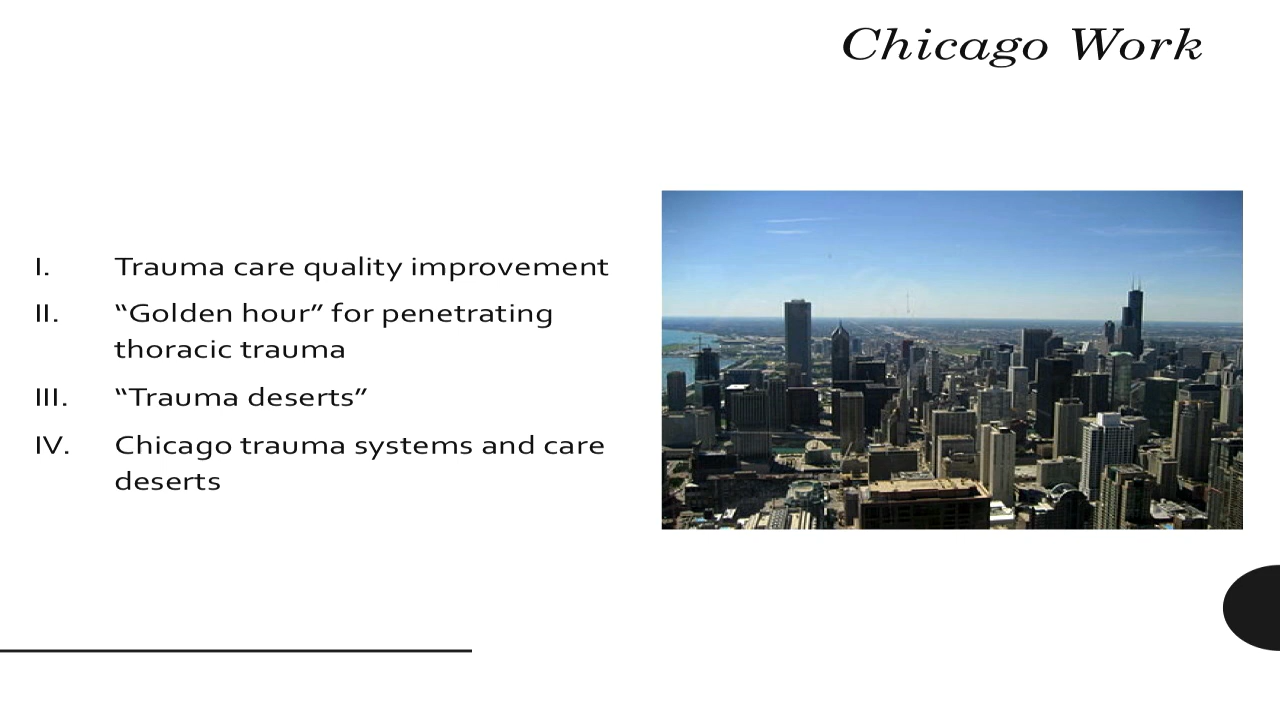 Chicago Work
I. Trauma care quality improvement
II. “Golden hour” for penetrating
thoracic trauma
III. “Trauma deserts”
IV. Chicago trauma systems and care
deserts